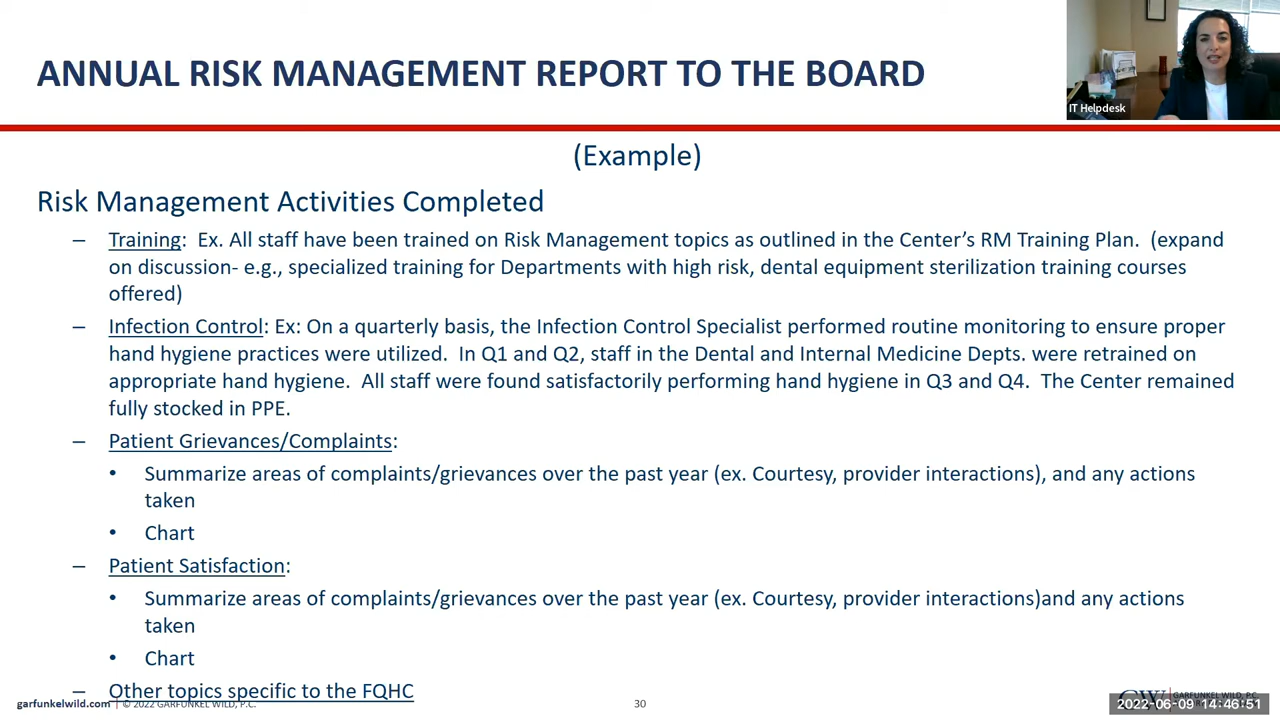 ANNUAL RISK MANAGEMENT REPORT TO THE BOARD
IT Helpdesk
(Example)
Risk Management Activities Completed
– Training: Ex. All staff have been trained on Risk Management topics as outlined in the Center’s RM Training Plan. (expand
on discussion- e.g., specialized training for Departments with high risk, dental equipment sterilization training courses
offered)
– Infection Control: Ex: On a quarterly basis, the Infection Control Specialist performed routine monitoring to ensure proper
hand hygiene practices were utilized. In Q1 and Q2, staff in the Dental and Internal Medicine Depts. were retrained on
appropriate hand hygiene. All staff were found satisfactorily performing hand hygiene in Q3 and Q4. The Center remained
fully stocked in PPE.
– Patient Grievances/Complaints:
• Summarize areas of complaints/grievances over the past year (ex. Courtesy, provider interactions), and any actions
taken
• Chart
– Patient Satisfaction:
• Summarize areas of complaints/grievances over the past year (ex. Courtesy, provider interactions)and any actions
taken
• Chart
– Other topics specific to the FQHC
garfunkelwild.com | © 2022 GARFUNKEL WILD, P.C.
30
GARFUNKEL WILD, P.C.
2022-06-09 14:46:51